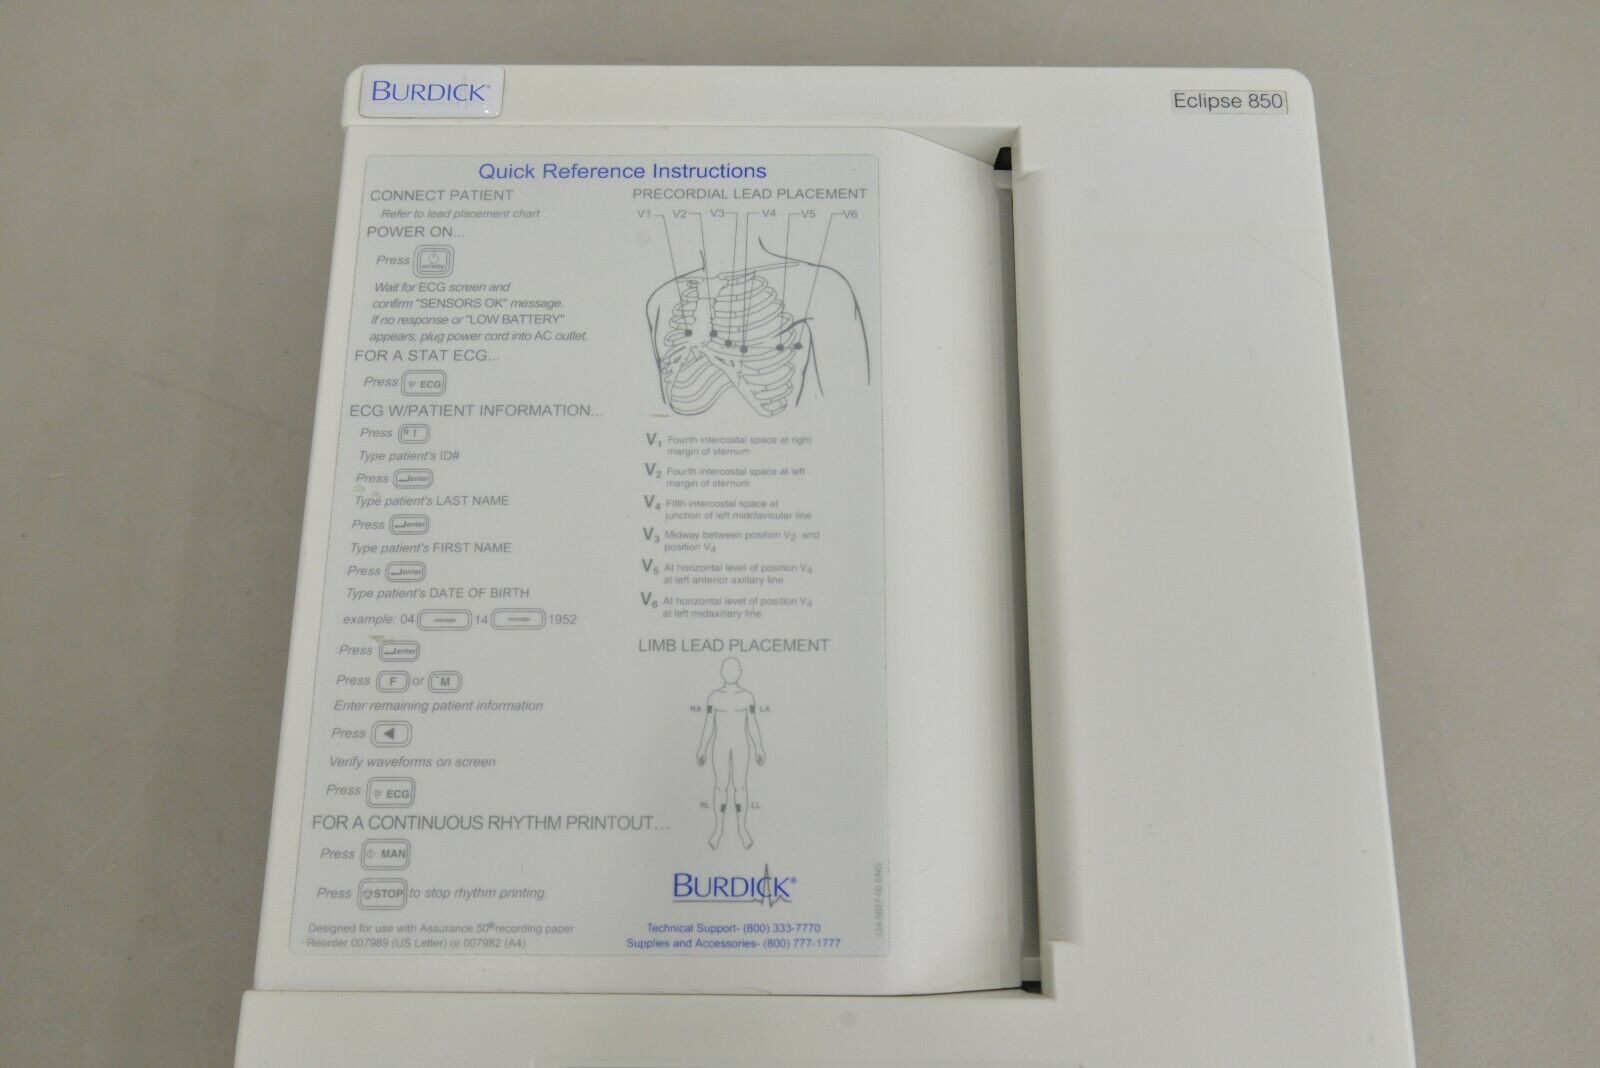 BURDICK®
Eclipse 850
Quick Reference Instructions
CONNECT PATIENT
Refer to lead placement chart
POWER ON...
Press on/stby
Wait for ECG screen and
confirm "SENSORS OK" message.
If no response or "LOW BATTERY"
appears, plug power cord into AC outlet.
FOR A STAT ECG...
Press ECG
ECG W/PATIENT INFORMATION...
Press N I
Type patient's ID#
Press enter
Type patient's LAST NAME
Press enter
Type patient's FIRST NAME
Press enter
Type patient's DATE OF BIRTH
example: 04 14 1952
Press enter
Press F or M
Enter remaining patient information
Press
Verify waveforms on screen
Press ECG
FOR A CONTINUOUS RHYTHM PRINTOUT...
Press MAN
Press STOP to stop rhythm printing.
Designed for use with Assurance 50® recording paper
Reorder 007989 (US Letter) or 007982 (A4)
PRECORDIAL LEAD PLACEMENT
V1 V2 V3 V4 V5 V6
V1 Fourth intercostal space at right
margin of sternum
V2 Fourth intercostal space at left
margin of sternum
V4 Fifth intercostal space at
junction of left midclavicular line
V3 Midway between position V2 and
position V4
V5 At horizontal level of position V4
at left anterior axillary line
V6 At horizontal level of position V4
at left midaxillary line
LIMB LEAD PLACEMENT
RA LA
RL LL
BURDICK®
Technical Support- (800) 333-7770
Supplies and Accessories- (800) 777-1777
334-5027-00 ENG